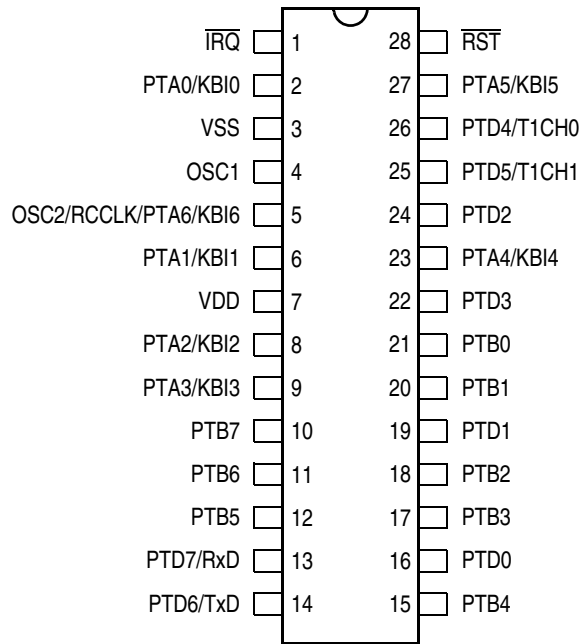 I̅R̅Q̅ 1 28 R̅S̅T̅
PTA0/KBI0 2 27 PTA5/KBI5
VSS 3 26 PTD4/T1CH0
OSC1 4 25 PTD5/T1CH1
OSC2/RCCLK/PTA6/KBI6 5 24 PTD2
PTA1/KBI1 6 23 PTA4/KBI4
VDD 7 22 PTD3
PTA2/KBI2 8 21 PTB0
PTA3/KBI3 9 20 PTB1
PTB7 10 19 PTD1
PTB6 11 18 PTB2
PTB5 12 17 PTB3
PTD7/RxD 13 16 PTD0
PTD6/TxD 14 15 PTB4